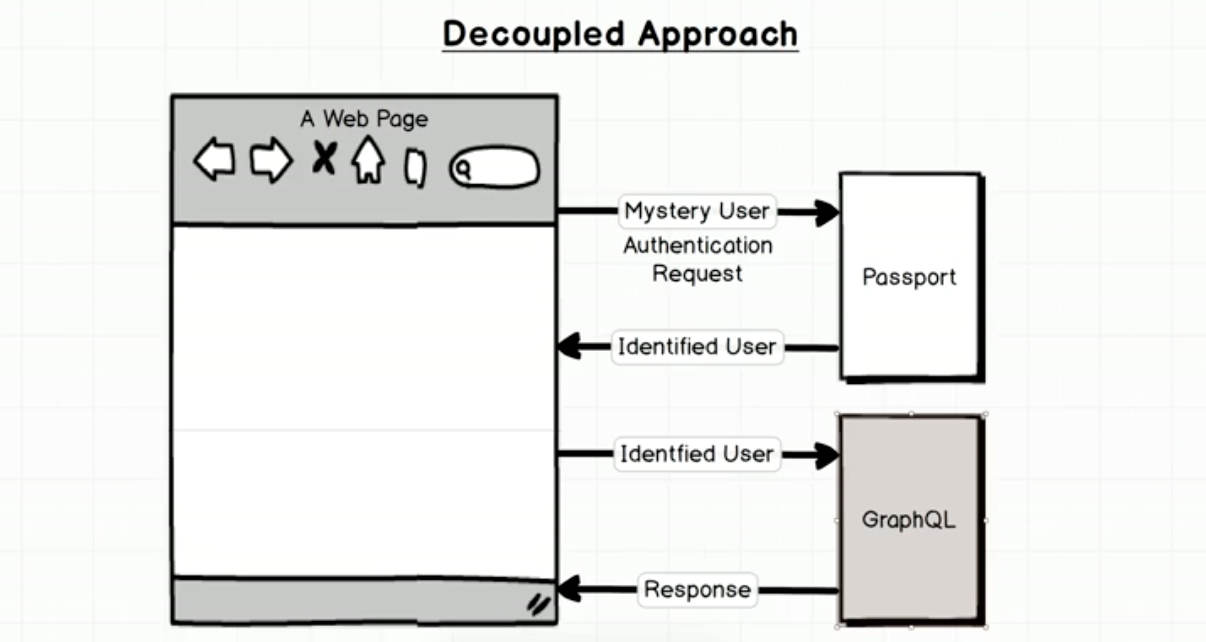 Decoupled Approach
A Web Page
Mystery User
Authentication
Request
Passport
Identified User
Identfied User
GraphQL
Response